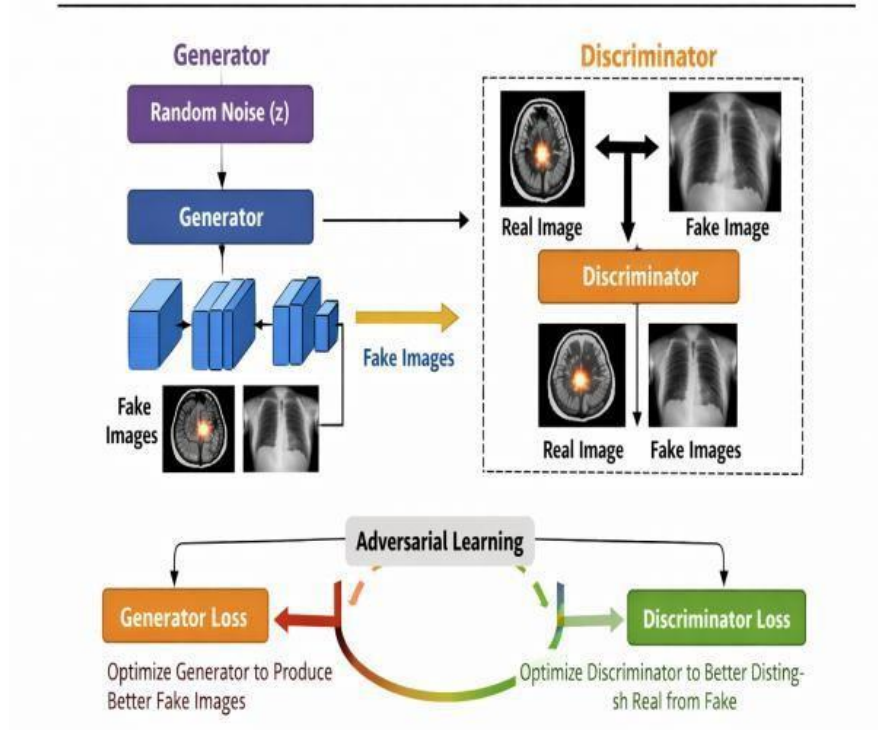 Generator
Discriminator
Random Noise (z)
Generator
Fake Images
Fake
Images
Real Image
Fake Image
Discriminator
Real Image
Fake Images
Adversarial Learning
Generator Loss
Optimize Generator to Produce
Better Fake Images
Discriminator Loss
Optimize Discriminator to Better Disting-
sh Real from Fake